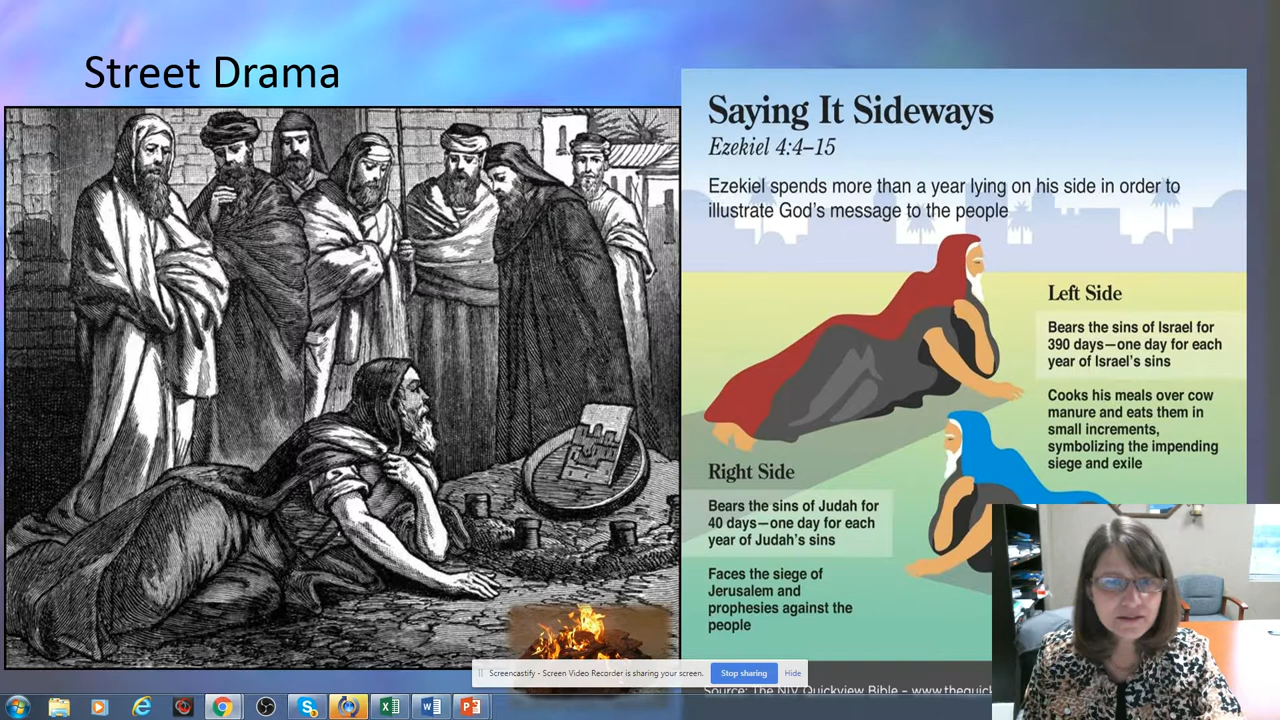 Street Drama
Saying It Sideways
Ezekiel 4:4–15
Ezekiel spends more than a year lying on his side in order to
illustrate God's message to the people
Left Side
Bears the sins of Israel for
390 days—one day for each
year of Israel's sins
Cooks his meals over cow
manure and eats them in
small increments,
symbolizing the impending
siege and exile
Right Side
Bears the sins of Judah for
40 days—one day for each
year of Judah's sins
Faces the siege of
Jerusalem and
prophesies against the
people
Screencastify - Screen Video Recorder is sharing your screen. Stop sharing Hide
Source: The NIV Quickview Bible – www.thequick